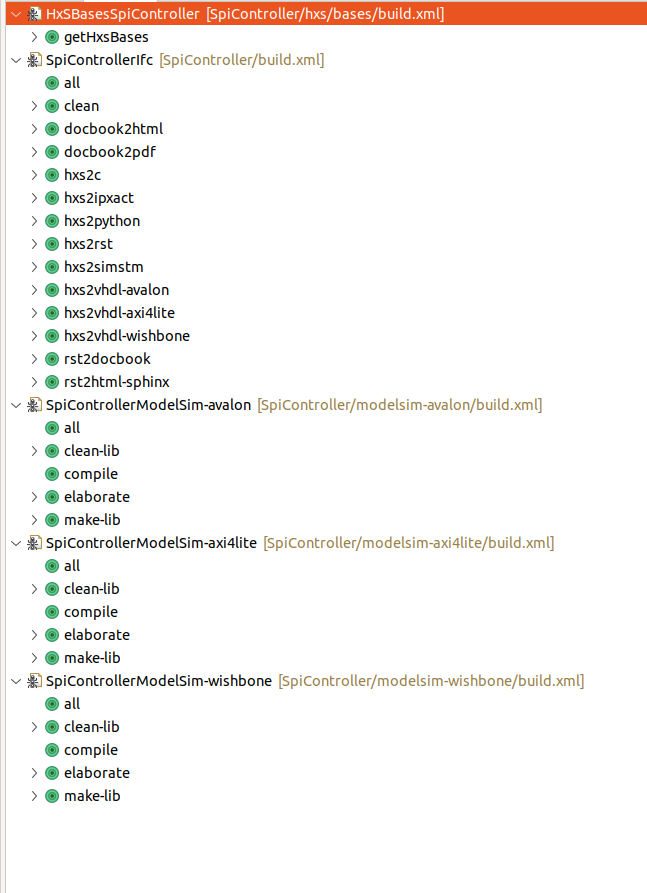 HxSBasesSpiController [SpiController/hxs/bases/build.xml]
getHxsBases
SpiControllerIfc [SpiController/build.xml]
all
clean
docbook2html
docbook2pdf
hxs2c
hxs2ipxact
hxs2python
hxs2rst
hxs2simstm
hxs2vhdl-avalon
hxs2vhdl-axi4lite
hxs2vhdl-wishbone
rst2docbook
rst2html-sphinx
SpiControllerModelSim-avalon [SpiController/modelsim-avalon/build.xml]
all
clean-lib
compile
elaborate
make-lib
SpiControllerModelSim-axi4lite [SpiController/modelsim-axi4lite/build.xml]
all
clean-lib
compile
elaborate
make-lib
SpiControllerModelSim-wishbone [SpiController/modelsim-wishbone/build.xml]
all
clean-lib
compile
elaborate
make-lib